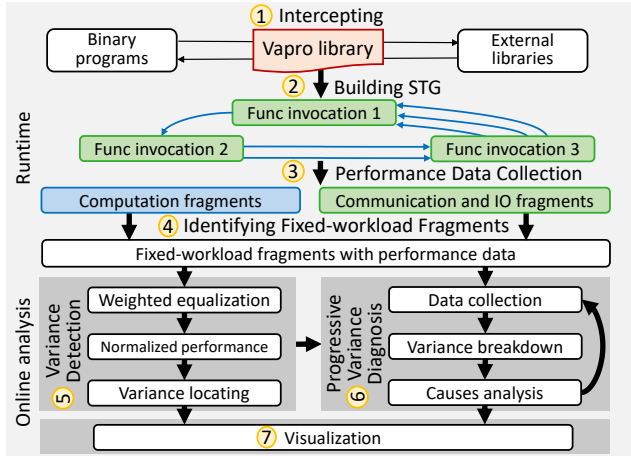 1 Intercepting
Binary programs
Vapro library
External libraries
2 Building STG
Func invocation 1
Func invocation 2
Func invocation 3
Runtime
3 Performance Data Collection
Computation fragments
Communication and IO fragments
4 Identifying Fixed-workload Fragments
Fixed-workload fragments with performance data
Online analysis
5 Variance Detection
Weighted equalization
Normalized performance
Variance locating
Progressive Variance Diagnosis
6
Data collection
Variance breakdown
Causes analysis
7 Visualization